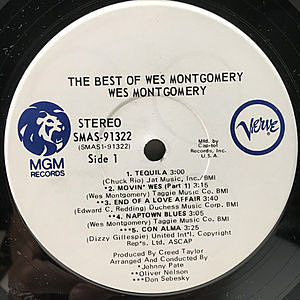 THE BEST OF WES MONTGOMERY
WES MONTGOMERY
STEREO
SMAS-91322
(SMAS1-91322)
Side 1
Mfd. by
Capitol
Records, Inc.
U.S.A.
MGM
RECORDS
Verve
1. TEQUILA 3:00
(Chuck Rio) Jat Music, Inc./BMI
*2. MOVIN' WES (Part 1) 3:15
(Wes Montgomery) Taggie Music Co. BMI
**3. END OF A LOVE AFFAIR 3:40
(Edward C. Redding) Duchess Music Corp. BMI
**4. NAPTOWN BLUES 3:05
(Wes Montgomery) Taggie Music Co. BMI
***5. CON ALMA 3:25
(Dizzy Gillespie) United Int'l. Copyright
Rep's. Ltd. ASCAP
Produced by Creed Taylor
Arranged and Conducted by
*Johnny Pate
**Oliver Nelson
***Don Sebesky